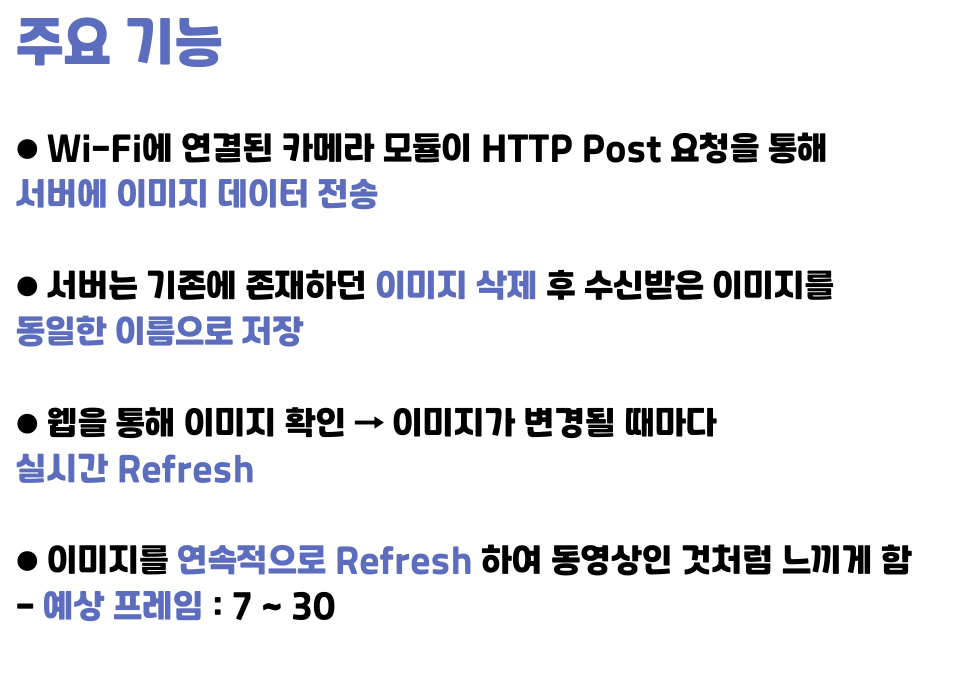 주요 기능
● Wi-Fi에 연결된 카메라 모듈이 HTTP Post 요청을 통해
서버에 이미지 데이터 전송
● 서버는 기존에 존재하던 이미지 삭제 후 수신받은 이미지를
동일한 이름으로 저장
● 웹을 통해 이미지 확인 → 이미지가 변경될 때마다
실시간 Refresh
● 이미지를 연속적으로 Refresh 하여 동영상인 것처럼 느끼게 함
- 예상 프레임 : 7 ~ 30